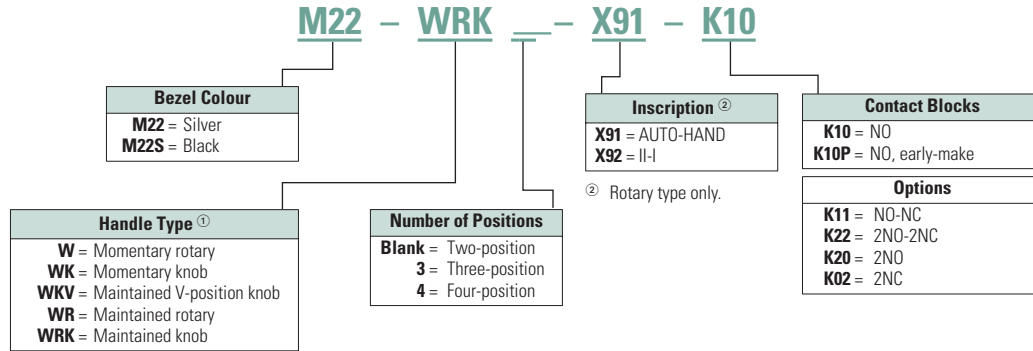 M22 – WRK _ – X91 – K10
Bezel Colour
M22 = Silver
M22S = Black
Inscription ②
X91 = AUTO-HAND
X92 = II-I
② Rotary type only.
Contact Blocks
K10 = NO
K10P = NO, early-make
Options
K11 = NO-NC
K22 = 2NO-2NC
K20 = 2NO
K02 = 2NC
Handle Type ①
W = Momentary rotary
WK = Momentary knob
WKV = Maintained V-position knob
WR = Maintained rotary
WRK = Maintained knob
Number of Positions
Blank = Two-position
3 = Three-position
4 = Four-position